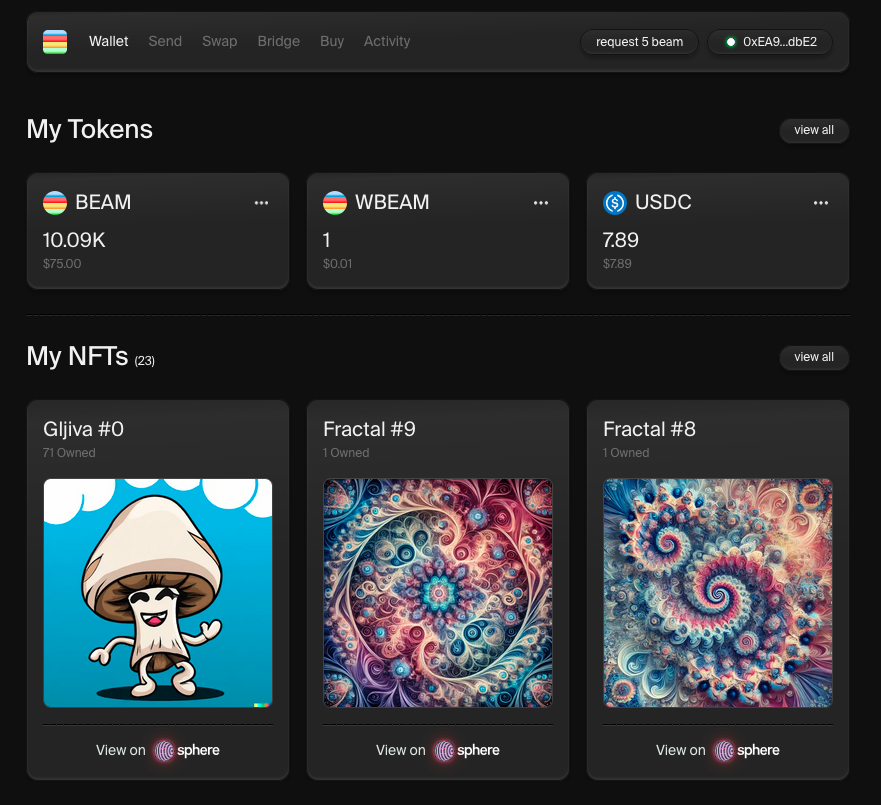 Wallet Send Swap Bridge Buy Activity request 5 beam 0xEA9...dbE2
My Tokens view all
BEAM ••• WBEAM ••• USDC •••
10.09K 1 7.89
$75.00 $0.01 $7.89
My NFTs (23) view all
Gljiva #0 Fractal #9 Fractal #8
71 Owned 1 Owned 1 Owned
View on sphere View on sphere View on sphere